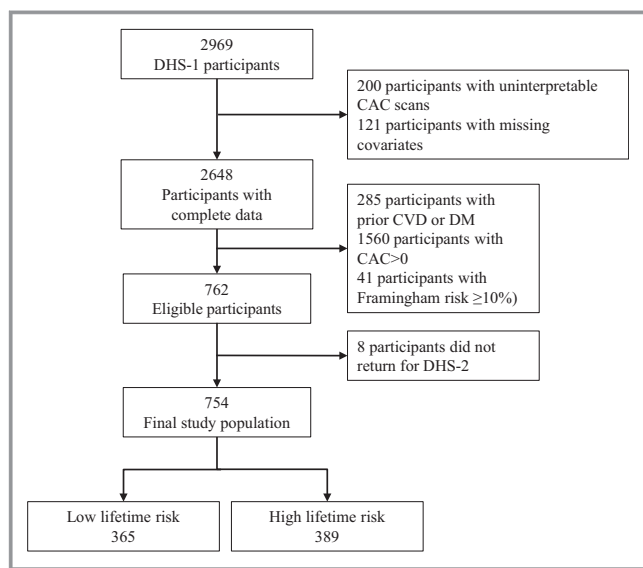 2969
DHS-1 participants
200 participants with uninterpretable
CAC scans
121 participants with missing
covariates
2648
Participants with
complete data
285 participants with
prior CVD or DM
1560 participants with
CAC>0
41 participants with
Framingham risk ≥10%)
762
Eligible participants
8 participants did not
return for DHS-2
754
Final study population
Low lifetime risk
365
High lifetime risk
389